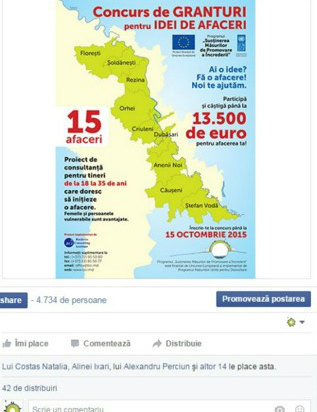 Concurs de GRANTURI
pentru IDEI DE AFACERI
Programul
"Susținerea
Măsurilor
de Promovare
a Încrederii"
Florești
Șoldănești
Rezina
Orhei
Criuleni
Dubăsari
Anenii Noi
Căușeni
Ștefan Vodă
Ai o idee?
Fă o afacere!
Noi te ajutăm.
Participă
și câștigă până la
13.500
de euro
pentru afacerea ta!
15
afaceri
Proiect de
consultanță
pentru tineri
de la 18 la 35 de ani
care doresc
să inițieze
o afacere.
Femeile și persoanele
vulnerabile sunt avantajate.
Înscrie-te la concurs până la
15 OCTOMBRIE 2015
share - 4.734 de persoane
Promovează postarea
Îmi place Comentează Distribuie
Lui Costas Natalia, Alinei Ixari, lui Alexandru Perciun și altor 14 le place asta.
42 de distribuiri
Scrie un comentariu